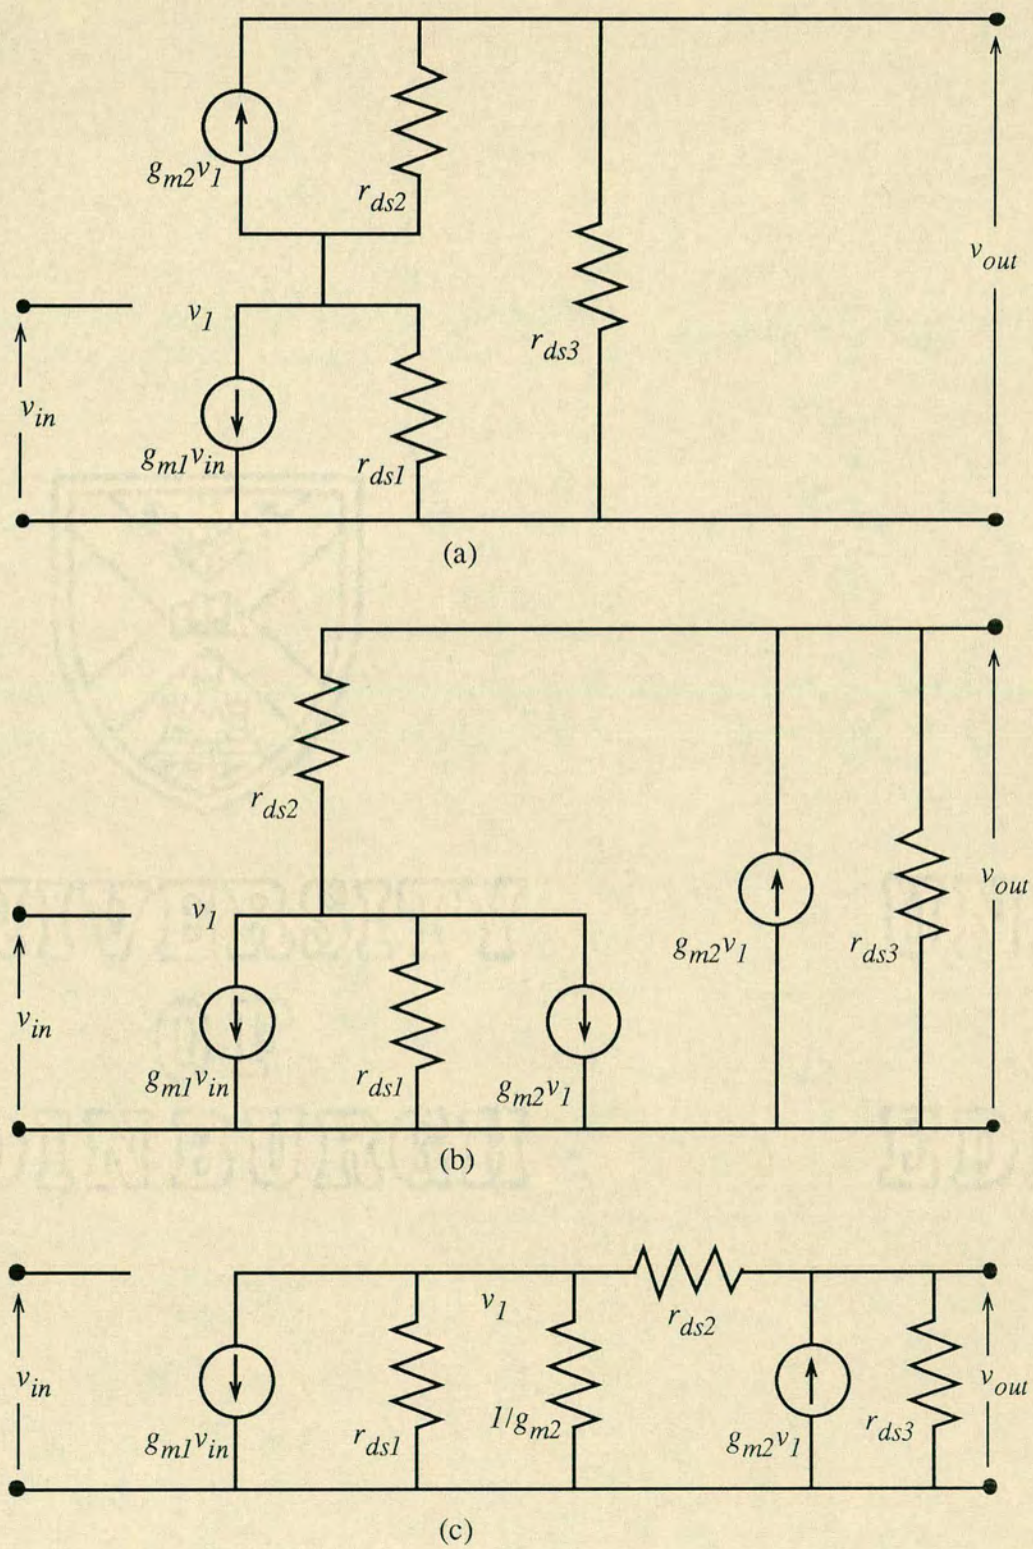 g_{m2}v_1
r_{ds2}
v_{out}
v_1
r_{ds3}
v_{in}
g_{m1}v_{in}
r_{ds1}
(a)
r_{ds2}
v_1
v_{out}
g_{m2}v_1
r_{ds3}
v_{in}
g_{m1}v_{in}
r_{ds1}
g_{m2}v_1
(b)
v_1
r_{ds2}
v_{in}
v_{out}
g_{m1}v_{in}
r_{ds1}
1/g_{m2}
g_{m2}v_1
r_{ds3}
(c)